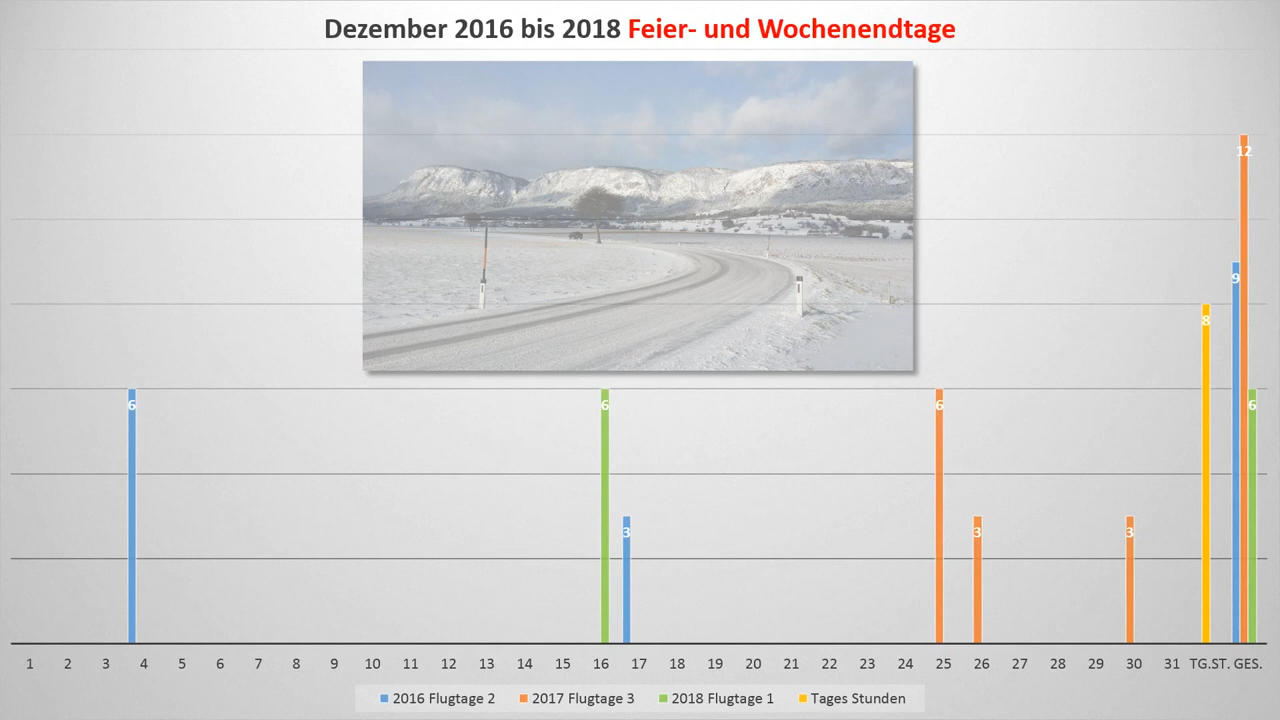 Dezember 2016 bis 2018 Feier- und Wochenendtage
12
9
8
6 6 6 6
3 3 3
1 2 3 4 5 6 7 8 9 10 11 12 13 14 15 16 17 18 19 20 21 22 23 24 25 26 27 28 29 30 31 TG.ST. GES.
2016 Flugtage 2 2017 Flugtage 3 2018 Flugtage 1 Tages Stunden